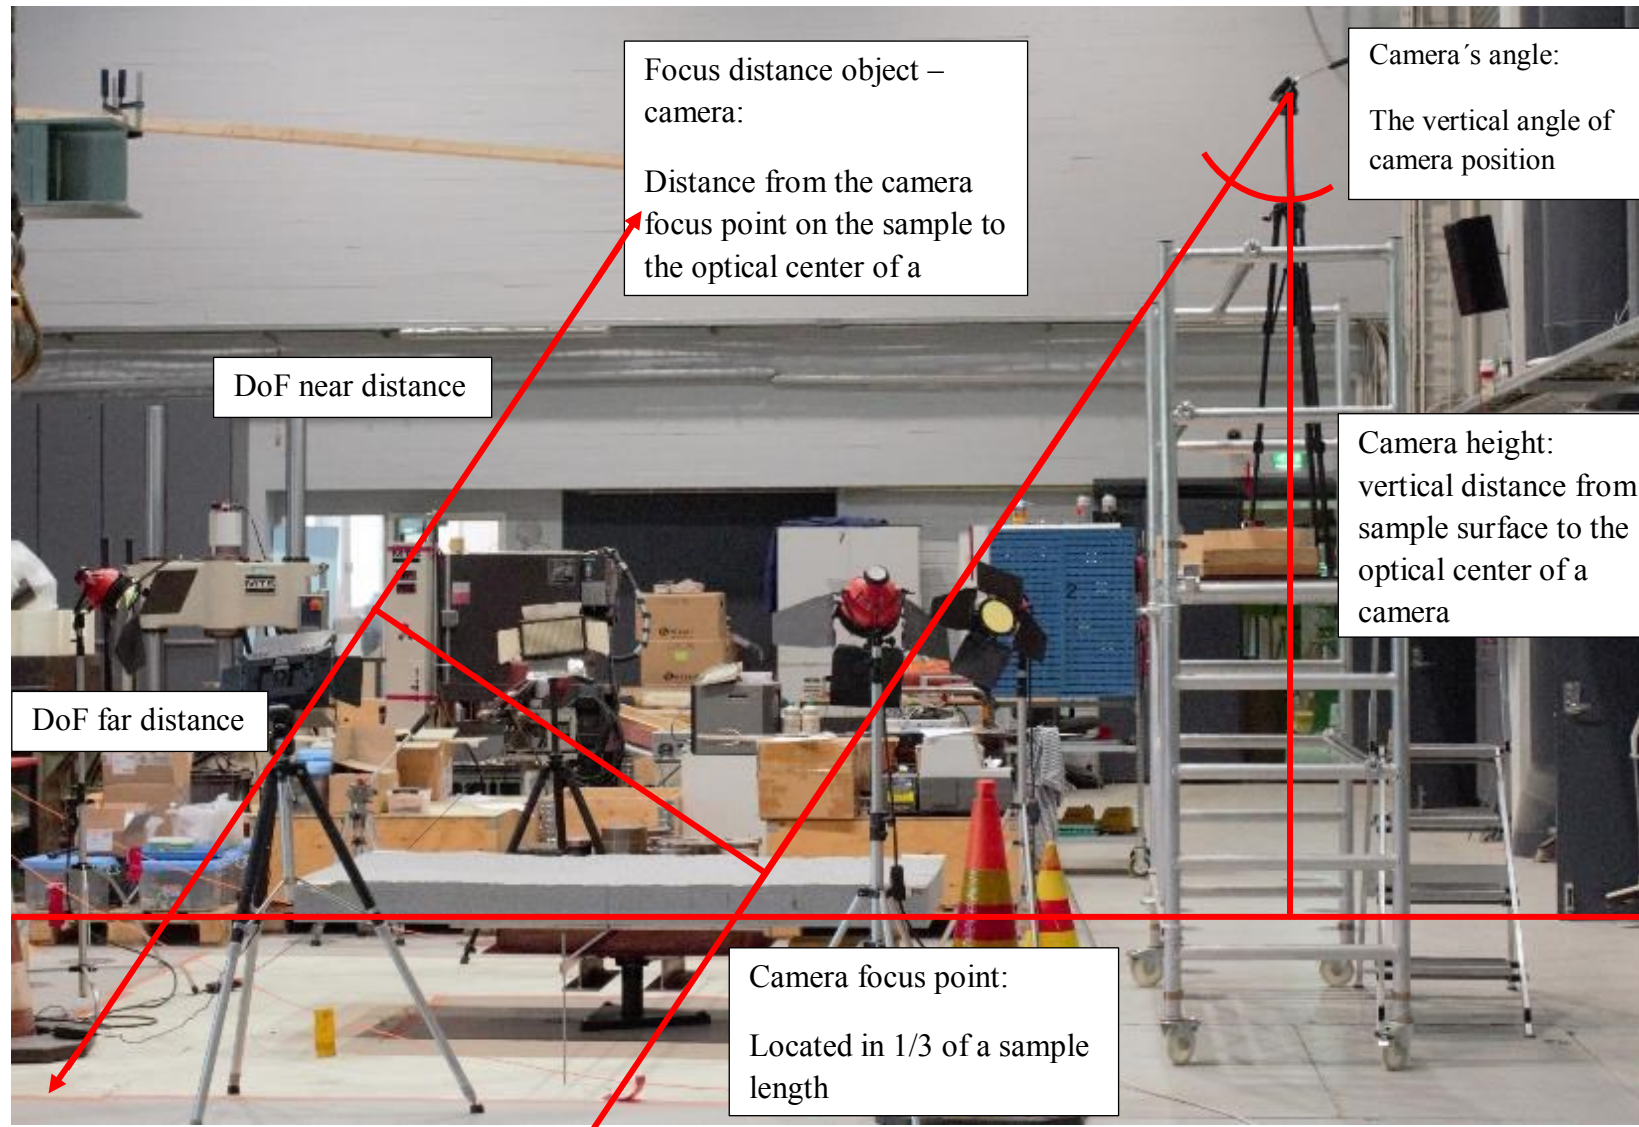 Focus distance object –
camera:
Distance from the camera
focus point on the sample to
the optical center of a
Camera´s angle:
The vertical angle of
camera position
DoF near distance
Camera height:
vertical distance from
sample surface to the
optical center of a
camera
DoF far distance
Camera focus point:
Located in 1/3 of a sample
length
MTS
2